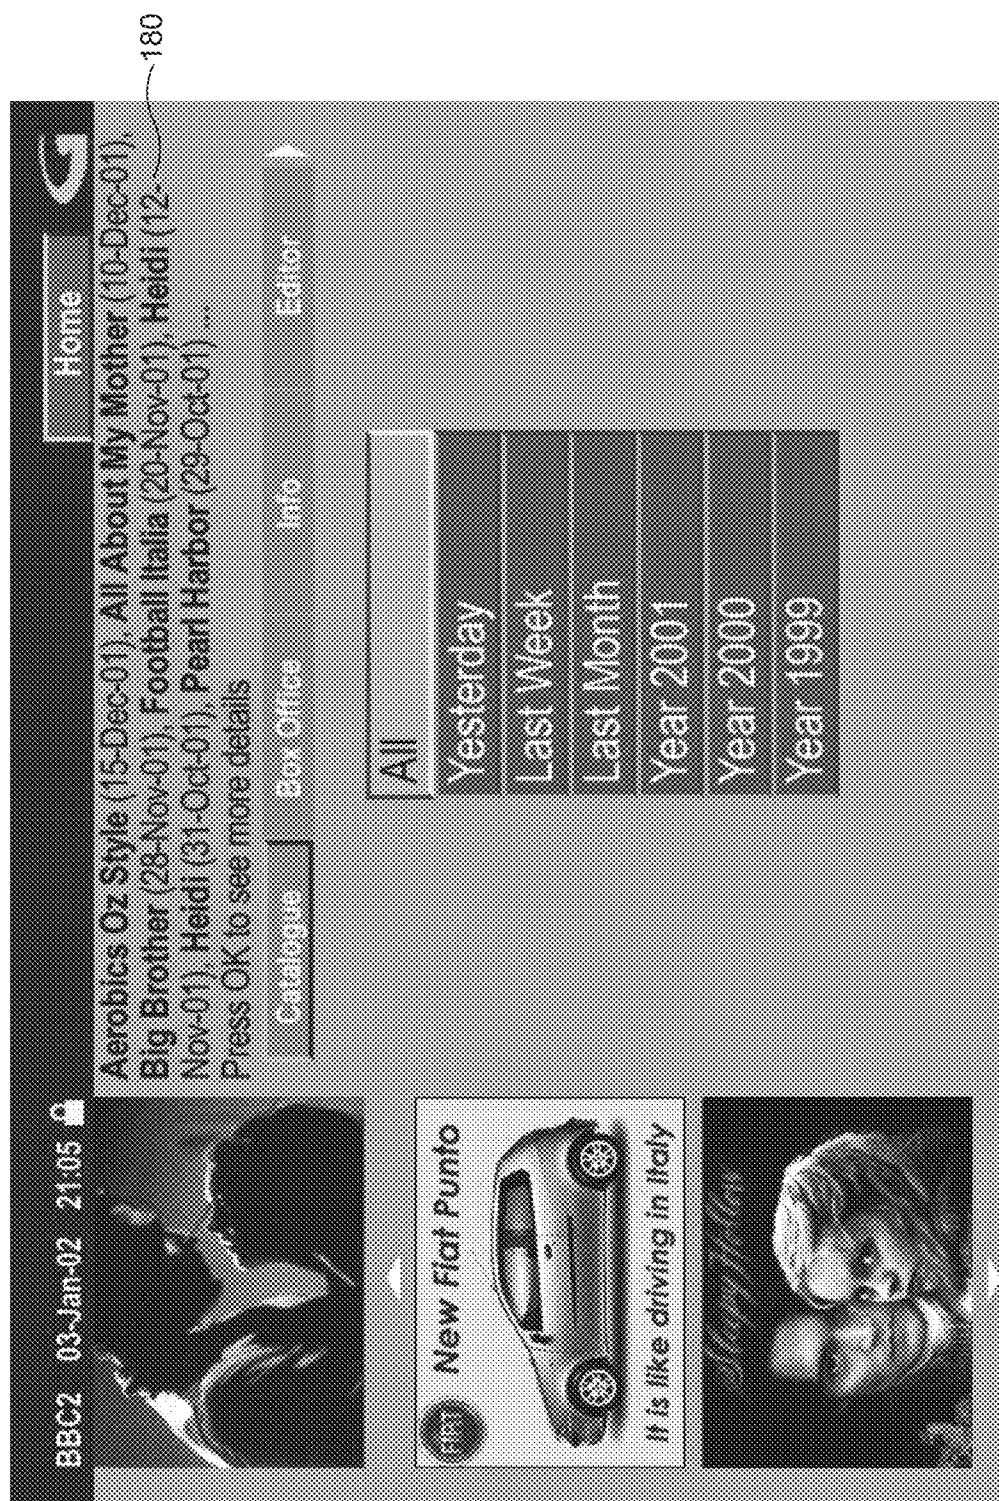 BBC2 03-Jan-02 21:05
Home
Aerobics Oz Style (15-Dec-01), All About My Mother (10-Dec-01),
Big Brother (28-Nov-01), Football Italia (20-Nov-01), Heidi (12-
Nov-01), Heidi (31-Oct-01), Pearl Harbor (29-Oct-01) ...
Press OK to see more details
180
Catalogue Box Office Info Editor
All
Yesterday
Last Week
Last Month
Year 2001
Year 2000
Year 1999
FIAT New Fiat Punto
It is like driving in Italy